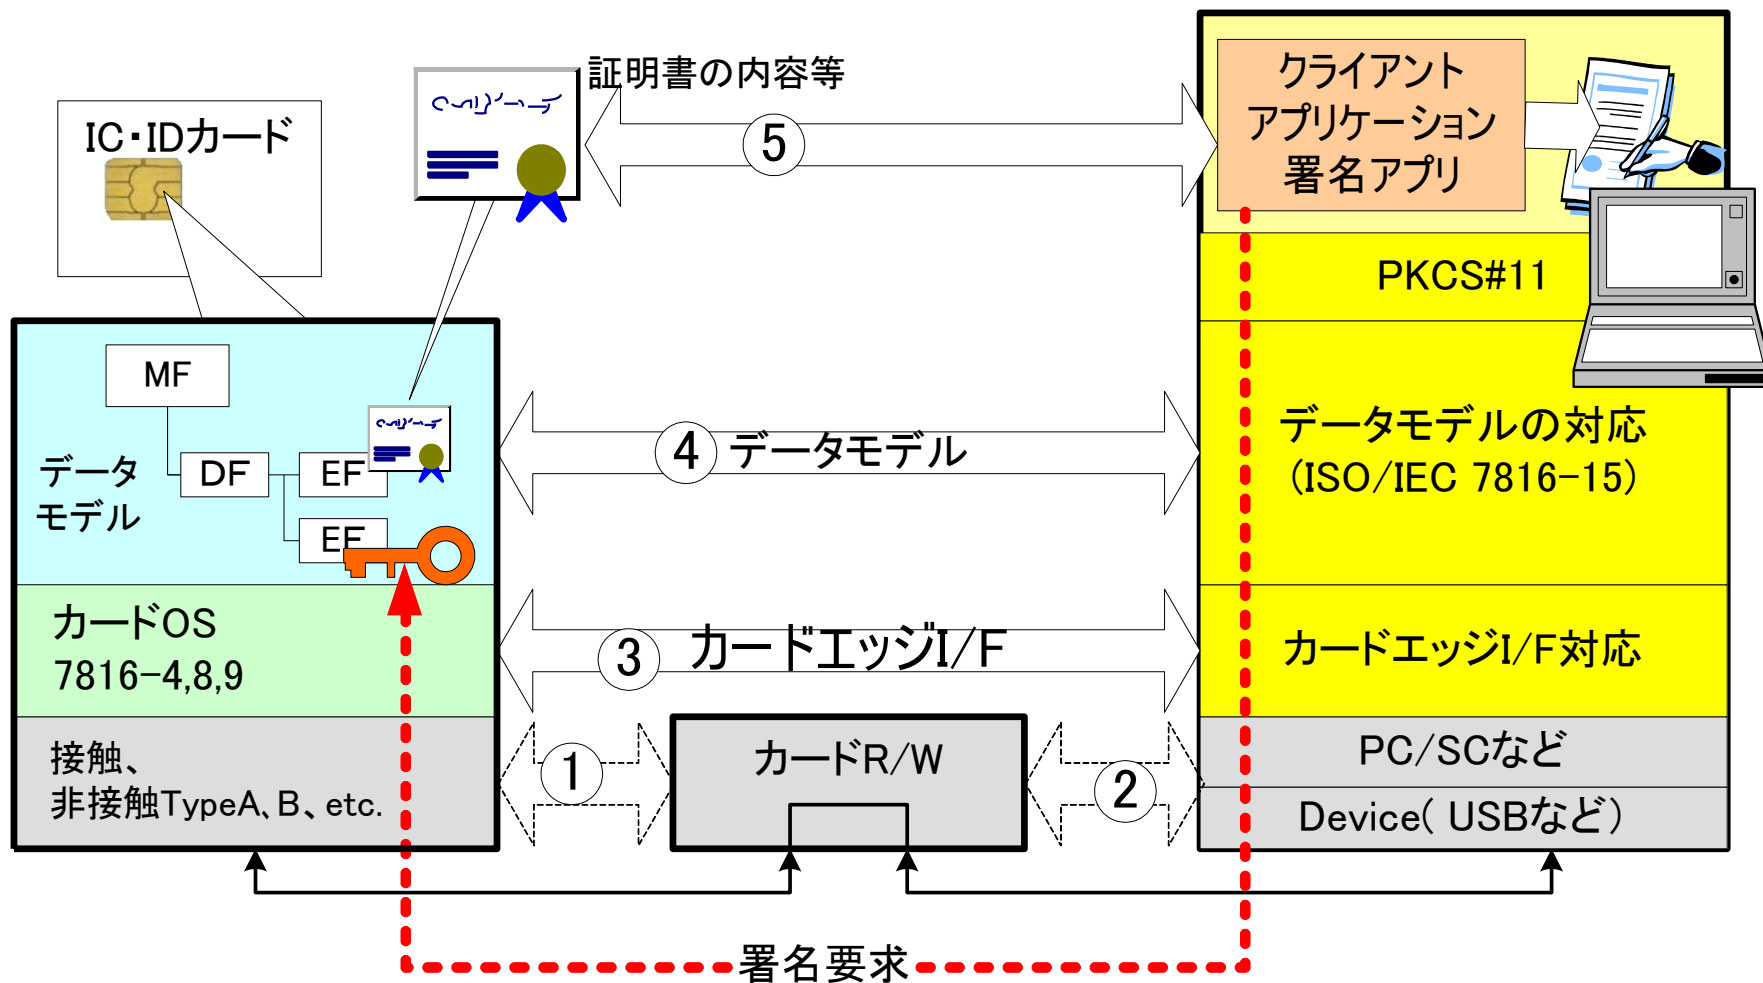 証明書の内容等
IC・IDカード
⑤
クライアント
アプリケーション
署名アプリ
PKCS#11
MF
DF
EF
EF
データ
モデル
④ データモデル
データモデルの対応
(ISO/IEC 7816-15)
カードOS
7816-4,8,9
③ カードエッジI/F
カードエッジI/F対応
接触、
非接触TypeA、B、etc.
①
カードR/W
②
PC/SCなど
Device( USBなど)
署名要求